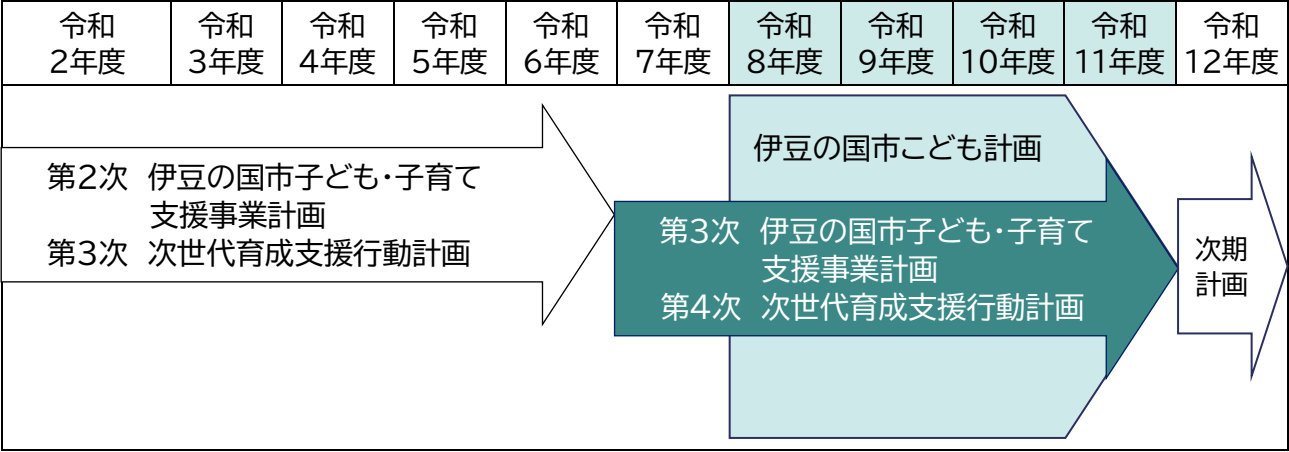 令和
2年度
令和
3年度
令和
4年度
令和
5年度
令和
6年度
令和
7年度
令和
8年度
令和
9年度
令和
10年度
令和
11年度
令和
12年度
第2次 伊豆の国市子ども・子育て
支援事業計画
第3次 次世代育成支援行動計画
伊豆の国市こども計画
第3次 伊豆の国市子ども・子育て
支援事業計画
第4次 次世代育成支援行動計画
次期
計画